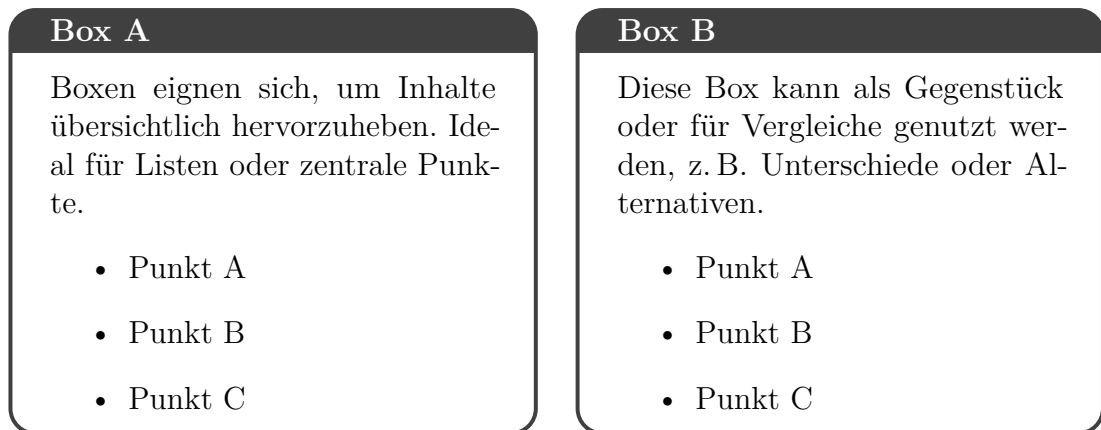 Box A
Boxen eignen sich, um Inhalte
übersichtlich hervorzuheben. Ide-
al für Listen oder zentrale Punk-
te.
• Punkt A
• Punkt B
• Punkt C
Box B
Diese Box kann als Gegenstück
oder für Vergleiche genutzt wer-
den, z. B. Unterschiede oder Al-
ternativen.
• Punkt A
• Punkt B
• Punkt C